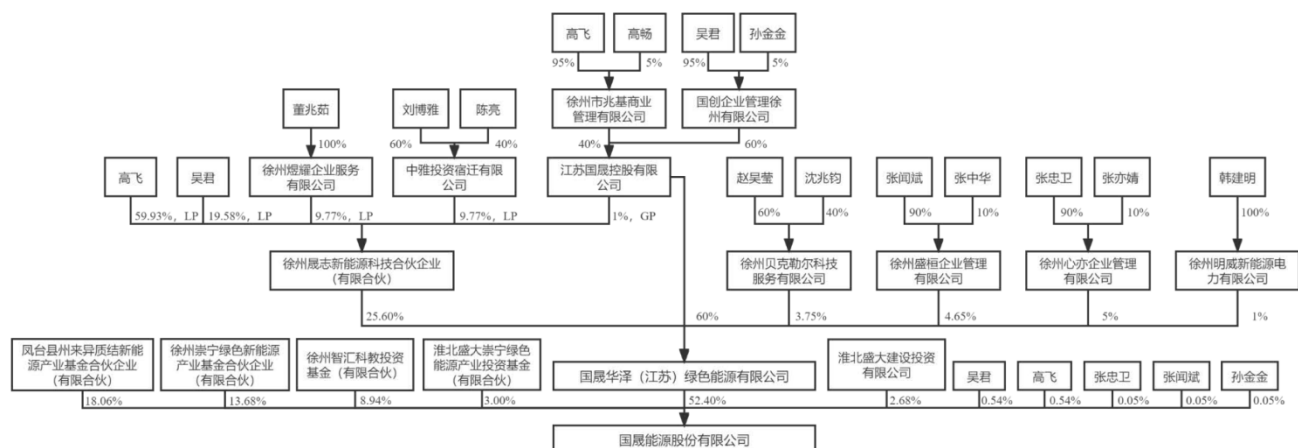 高飞
高畅
吴君
孙金金
95%
5%
95%
5%
董兆茹
刘博雅
陈亮
徐州市兆基商业
管理有限公司
国创企业管理徐
州有限公司
100%
60%
40%
40%
60%
高飞
吴君
徐州煜耀企业服务
有限公司
中雅投资宿迁有限
公司
江苏国晟控股有限
公司
赵吴莹
沈兆钧
张闻斌
张中华
张忠卫
张亦婧
韩建明
59.93%, LP
19.58%, LP
9.77%, LP
9.77%, LP
1%, GP
60%
40%
90%
10%
90%
10%
100%
徐州晟志新能源科技合伙企业
(有限合伙)
徐州贝克勒尔科技
服务有限公司
徐州盛桓企业管理
有限公司
徐州心亦企业管理
有限公司
徐州明威新能源电
力有限公司
25.60%
60%
3.75%
4.65%
5%
1%
凤台县州来异质结新能
源产业基金合伙企业
(有限合伙)
徐州崇宁绿色新能源
产业基金合伙企业
(有限合伙)
徐州智汇科教投资
基金（有限合伙）
淮北盛大崇宁绿色
能源产业投资基金
(有限合伙)
国晟华泽（江苏）绿色能源有限公司
淮北盛大建设投资
有限公司
吴君
高飞
张忠卫
张闻斌
孙金金
18.06%
13.68%
8.94%
3.00%
52.40%
2.68%
0.54%
0.54%
0.05%
0.05%
0.05%
国晟能源股份有限公司